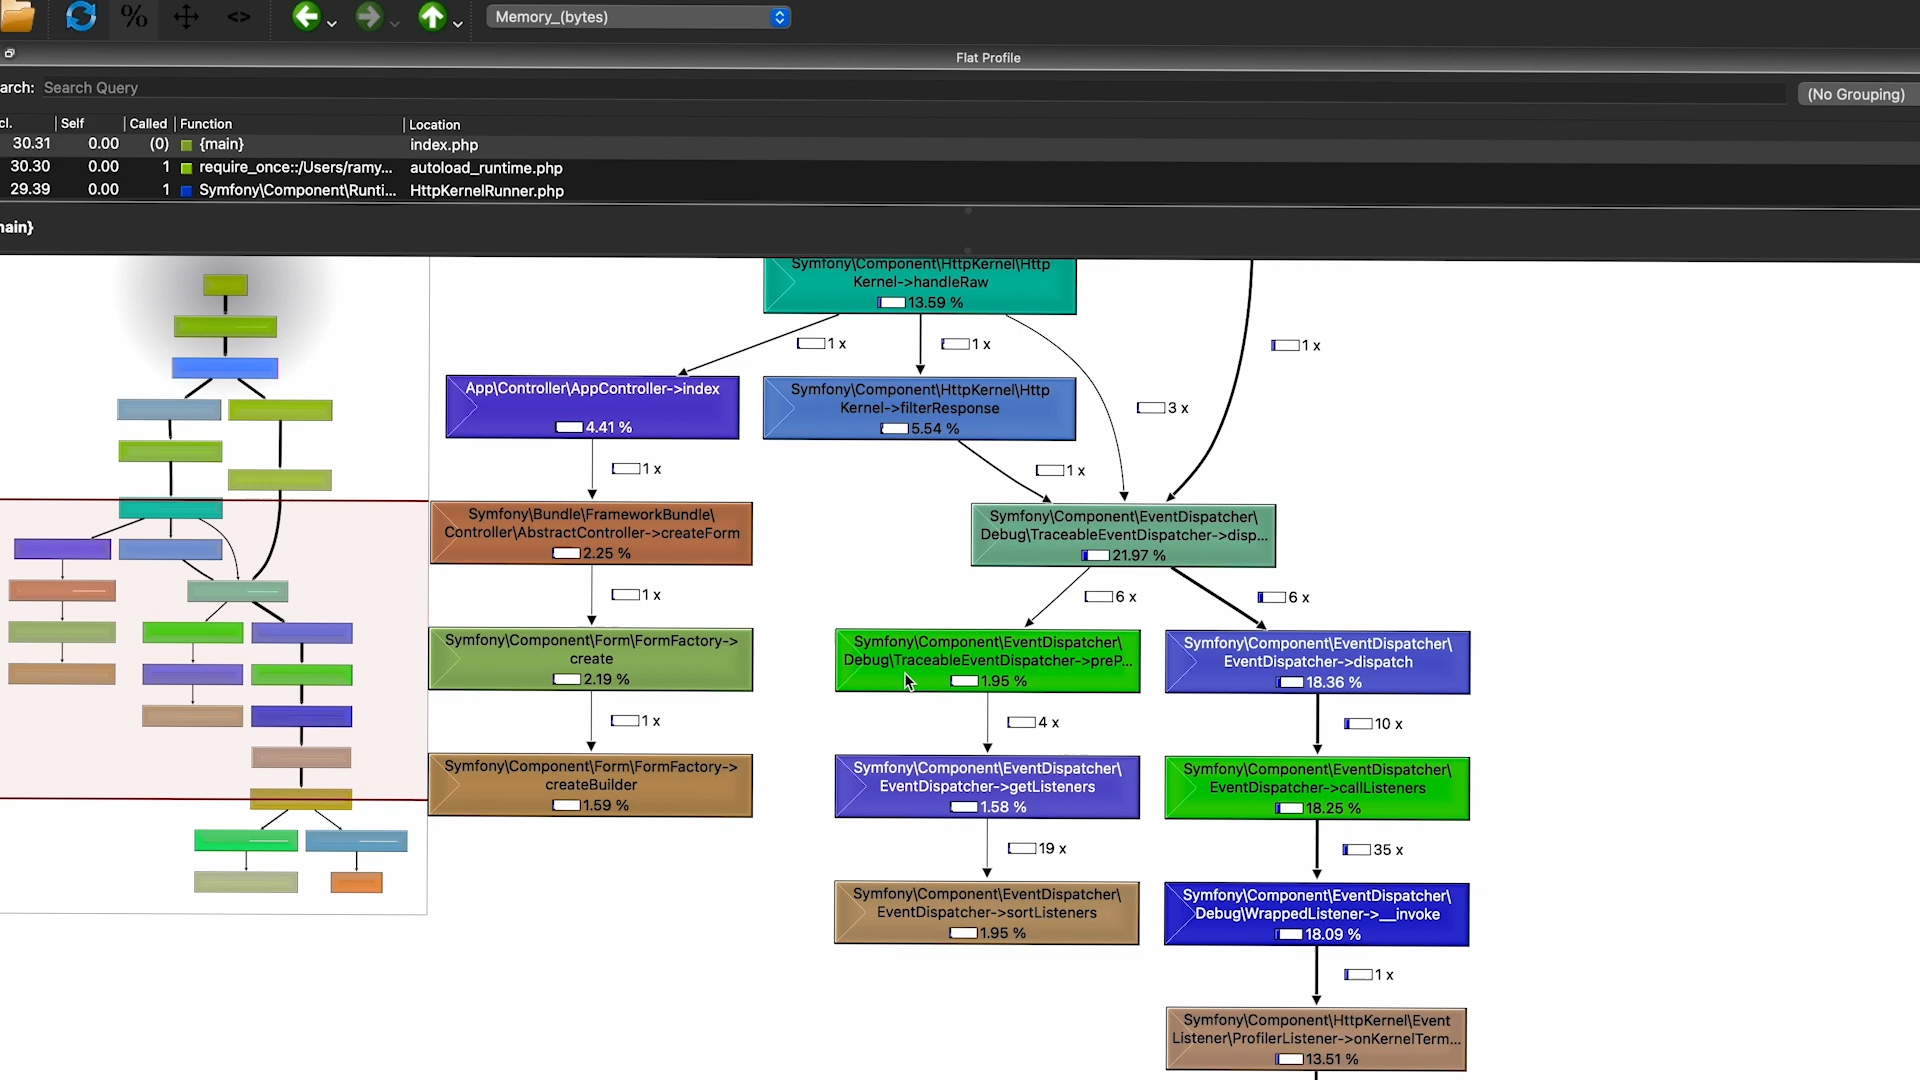 %
<>
Memory_(bytes)
Flat Profile
arch: Search Query
(No Grouping)
cl. Self Called Function Location
30.31 0.00 (0) {main} index.php
30.30 0.00 1 require_once::/Users/ramy... autoload_runtime.php
29.39 0.00 1 Symfony\Component\Runti... HttpKernelRunner.php
nain}
Symfony\Component\HttpKernel\Http
Kernel->handleRaw
13.59 %
1 x
1 x
1 x
3 x
App\Controller\AppController->index
4.41 %
Symfony\Component\HttpKernel\Http
Kernel->filterResponse
5.54 %
1 x
1 x
Symfony\Bundle\FrameworkBundle\
Controller\AbstractController->createForm
2.25 %
Symfony\Component\EventDispatcher\
Debug\TraceableEventDispatcher->disp...
21.97 %
1 x
6 x
6 x
Symfony\Component\Form\FormFactory->
create
2.19 %
Symfony\Component\EventDispatcher\
Debug\TraceableEventDispatcher->preP...
1.95 %
Symfony\Component\EventDispatcher\
EventDispatcher->dispatch
18.36 %
1 x
4 x
10 x
Symfony\Component\Form\FormFactory->
createBuilder
1.59 %
Symfony\Component\EventDispatcher\
EventDispatcher->getListeners
1.58 %
Symfony\Component\EventDispatcher\
EventDispatcher->callListeners
18.25 %
19 x
35 x
Symfony\Component\EventDispatcher\
EventDispatcher->sortListeners
1.95 %
Symfony\Component\EventDispatcher\
Debug\WrappedListener->__invoke
18.09 %
1 x
Symfony\Component\HttpKernel\Event
Listener\ProfilerListener->onKernelTerm...
13.51 %